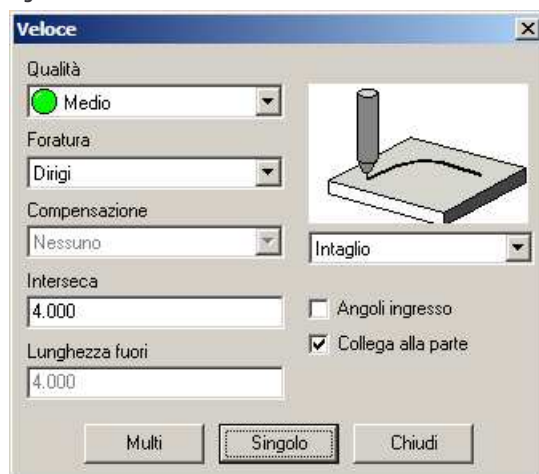 Veloce
Qualità
Medio
Foratura
Dirigi
Compensazione
Nessuno
Intaglio
Interseca
4.000
Angoli ingresso
Collega alla parte
Lunghezza fuori
4.000
Multi Singolo Chiudi